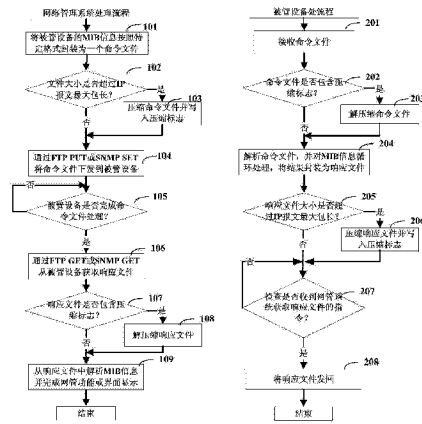 网络管理系统处理流程
101
将被管设备的MIB信息按照特
定格式封装为一个命令文件
102
文件大小是否超过IP
报文最大包长?
是
103
压缩命令文件并写
入压缩标志
否
104
通过FTP PUT或SNMP SET
将命令文件下发到被管设备
否
105
被管设备是否完成命
令文件处理?
是
106
通过FTP GET或SNMP GET
从被管设备获取响应文件
107
响应文件是否包含压
缩标志?
是
108
解压缩响应文件
否
109
从响应文件中解析MIB信息
并完成网管功能或界面显示
结束
被管设备处流程
201
接收命令文件
202
命令文件是否包含压
缩标志?
是
203
解压缩命令文件
否
204
解析命令文件,并对MIB信息循
环处理,将结果封装为响应文件
205
响应文件大小是否超
过IP报文最大包长?
是
206
压缩响应文件并写
入压缩标志
否
否
207
检查是否收到网管系
统获取响应文件的指
令?
是
208
将响应文件发网
结束